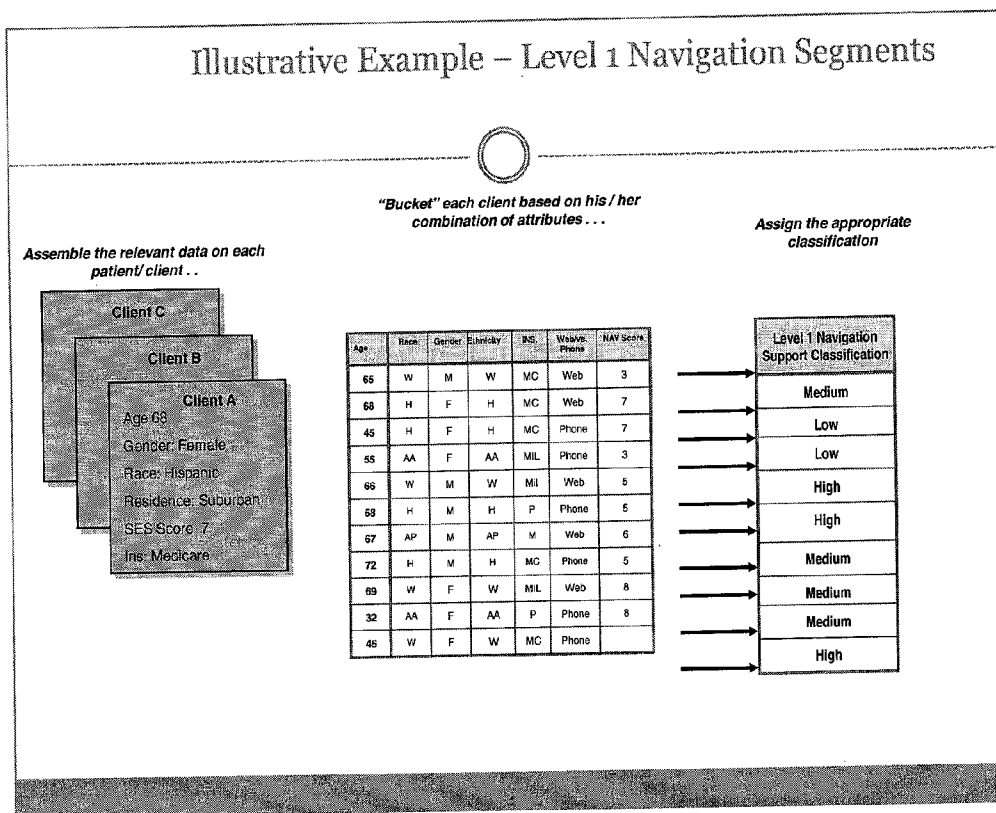 Illustrative Example – Level 1 Navigation Segments
"Bucket" each client based on his / her
combination of attributes . . .
Assign the appropriate
classification
Assemble the relevant data on each
patient/ client . .
Client C
Client B
Client A
Age 68
Gender: Female
Race: Hispanic
Residence: Suburban
SES Score 7
Ins: Medicare
Age Race Gender Ethnicity INS. Web/vs. Phone NAV Score
65 W M W MC Web 3
68 H F H MC Web 7
45 H F H MC Phone 7
55 AA F AA MIL Phone 3
66 W M W Mil Web 5
58 H M H P Phone 5
67 AP M AP M Web 6
72 H M H MC Phone 5
69 W F W MIL Web 8
32 AA F AA P Phone 8
46 W F W MC Phone
Level 1 Navigation
Support Classification
Medium
Low
Low
High
High
Medium
Medium
Medium
High